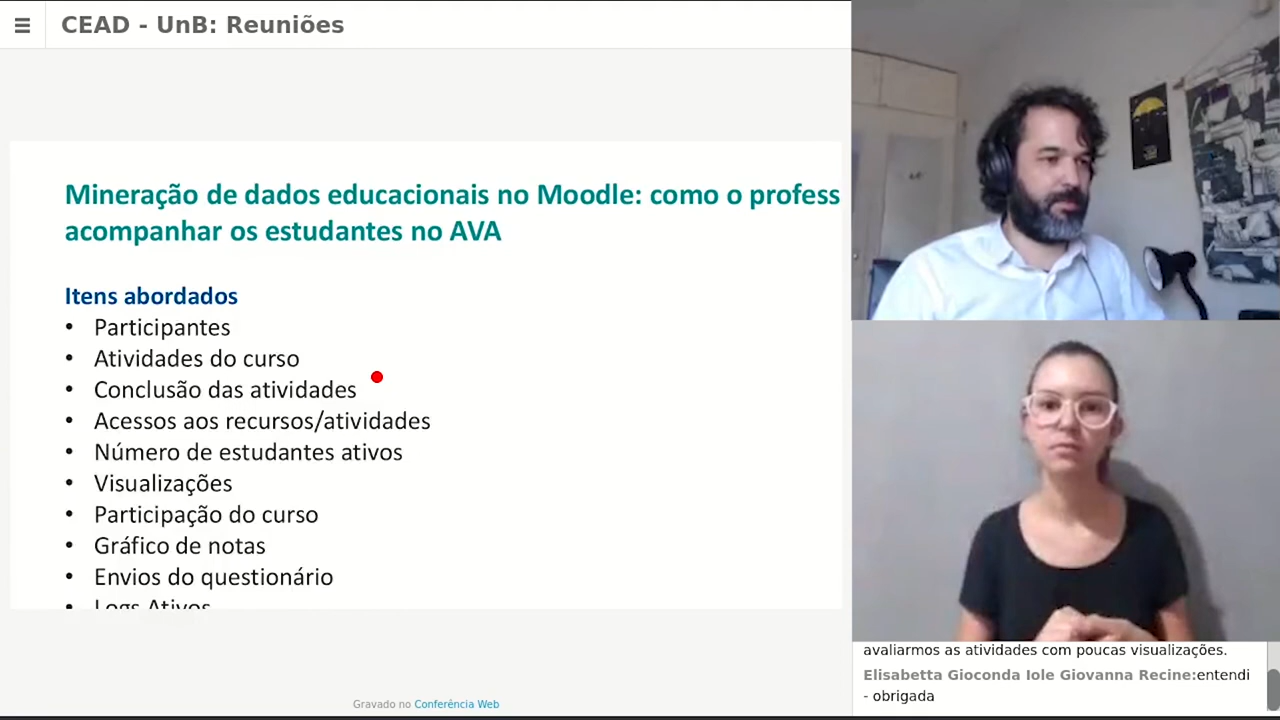 CEAD - UnB: Reuniões
Mineração de dados educacionais no Moodle: como o profess
acompanhar os estudantes no AVA
Itens abordados
• Participantes
• Atividades do curso
• Conclusão das atividades
• Acessos aos recursos/atividades
• Número de estudantes ativos
• Visualizações
• Participação do curso
• Gráfico de notas
• Envios do questionário
• Logs Ativos
Gravado no Conferência Web
avaliarmos as atividades com poucas visualizações.
Elisabetta Gioconda Iole Giovanna Recine:entendi
- obrigada